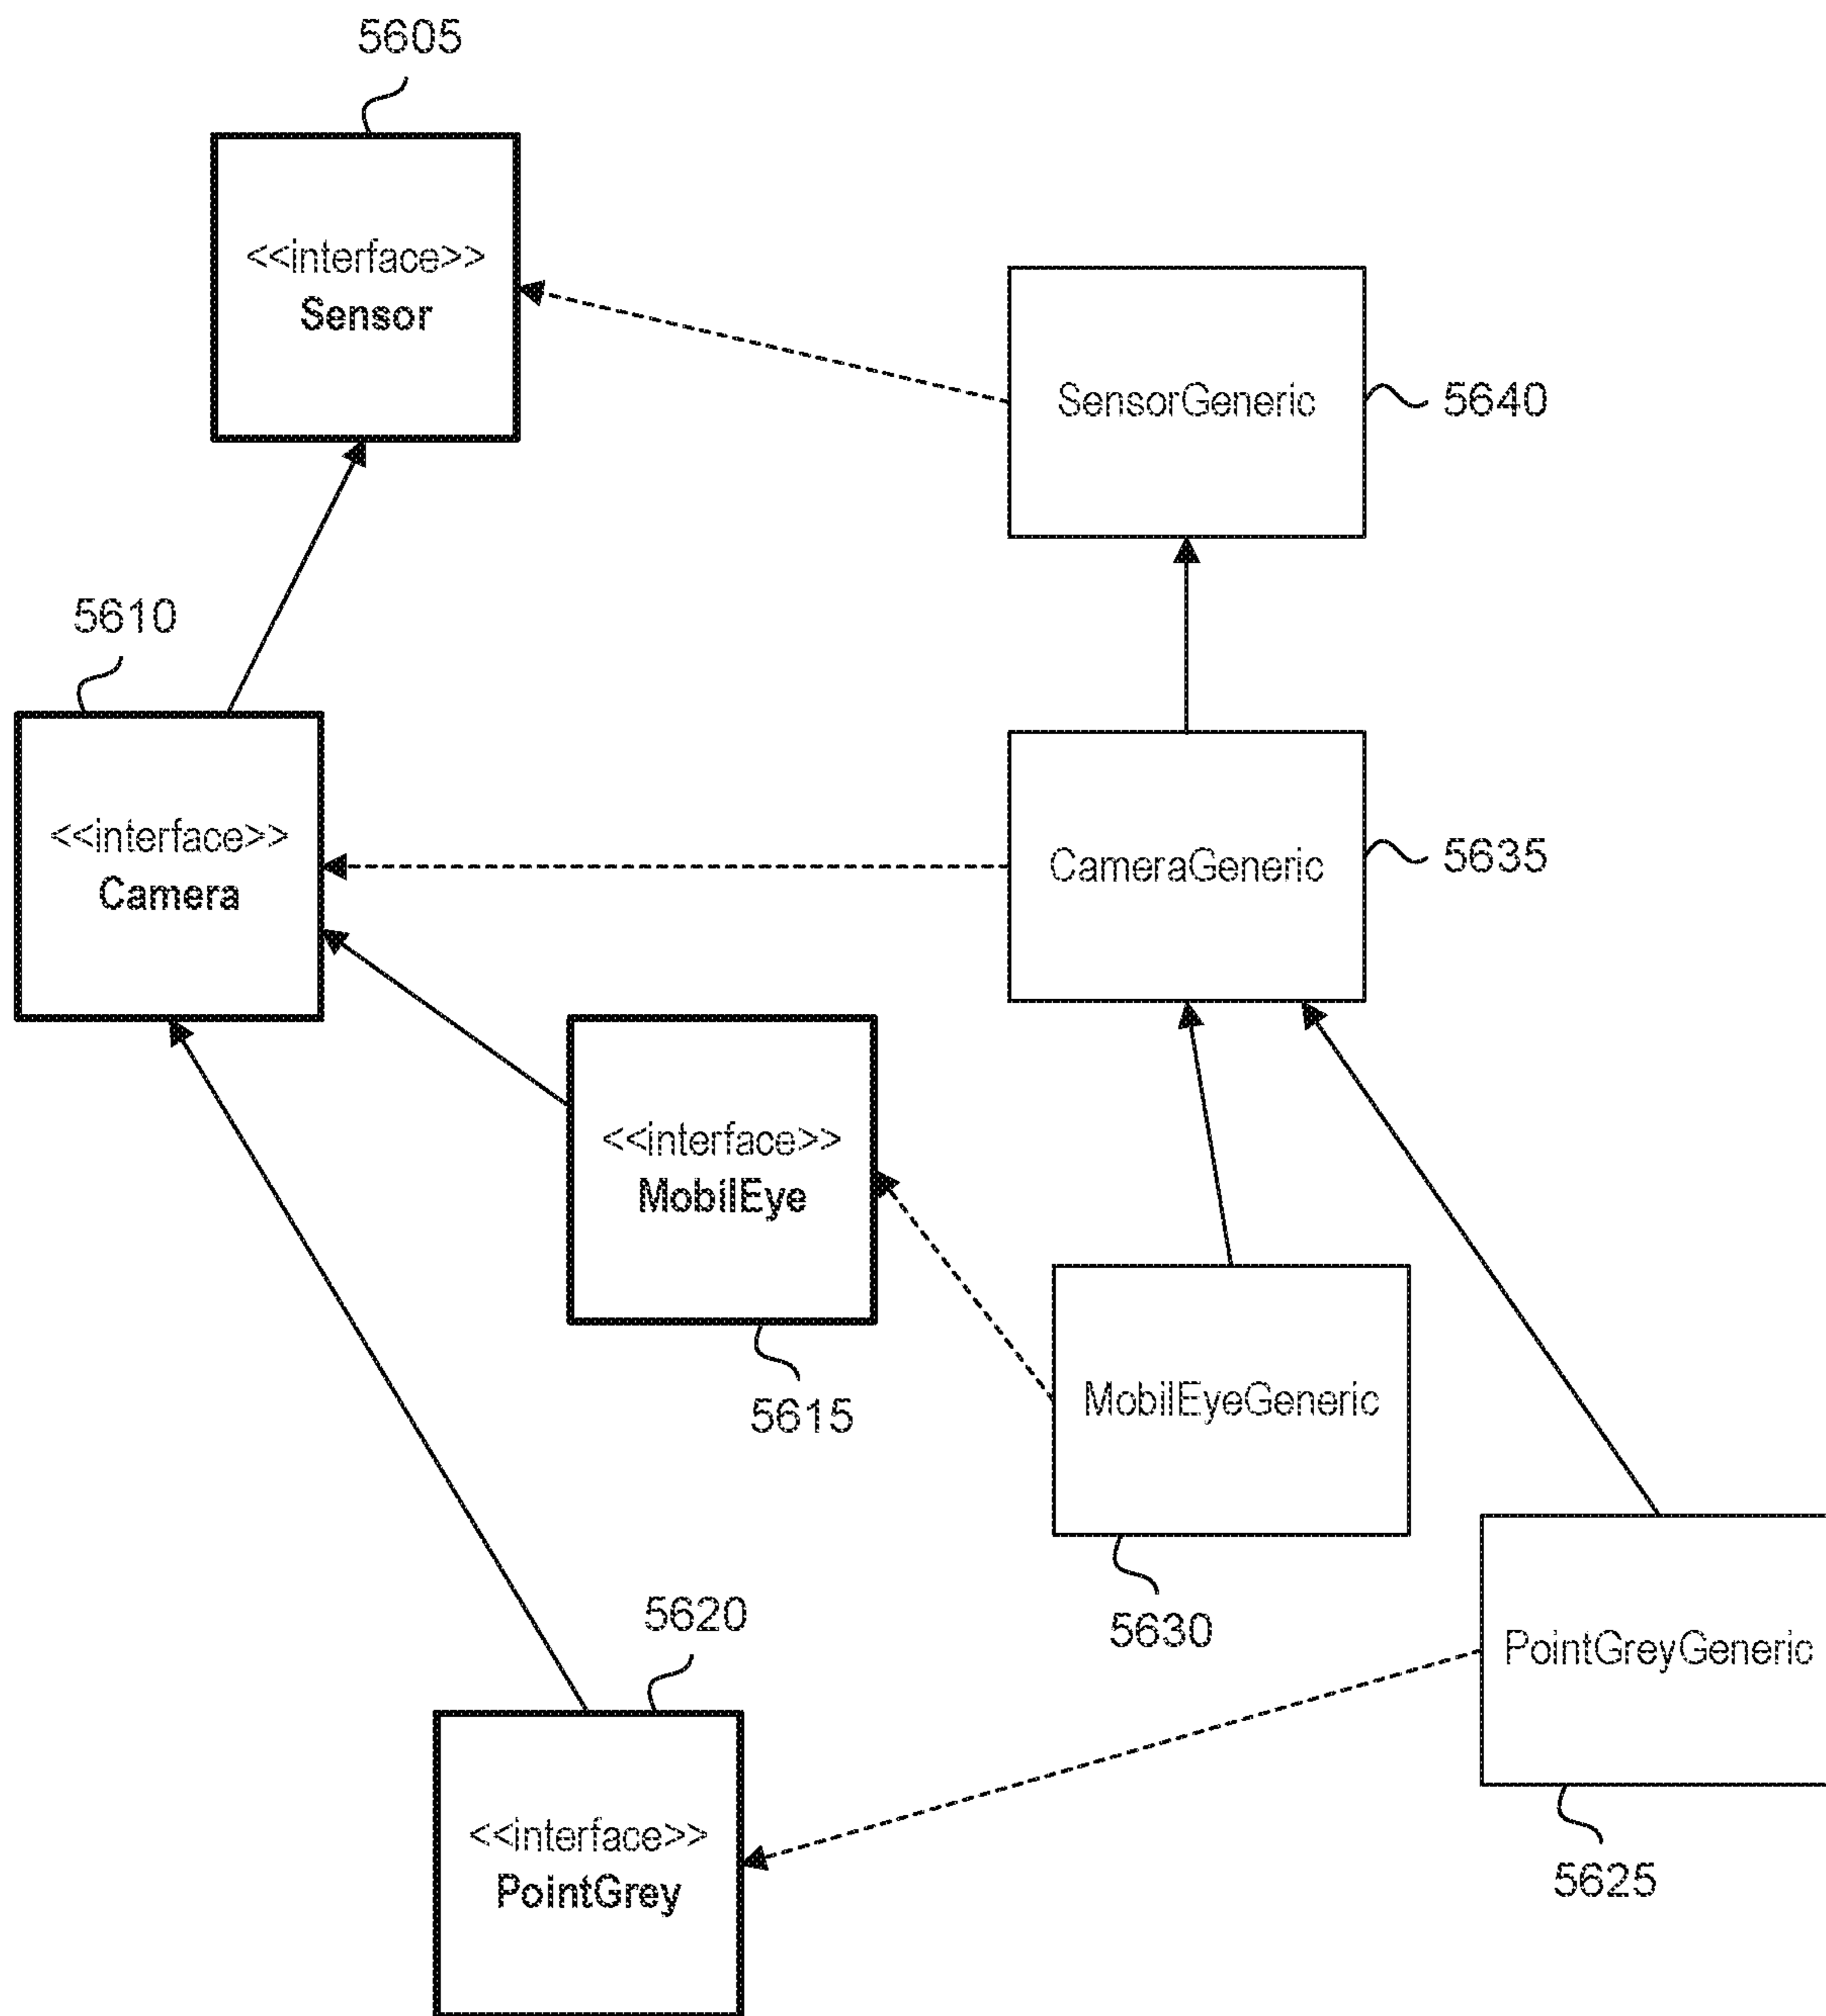 5605
<<interface>>
Sensor
SensorGeneric
5640
5610
<<interface>>
Camera
CameraGeneric
5635
<<interface>>
MobilEye
5615
MobilEyeGeneric
5630
5620
PointGreyGeneric
<<interface>>
PointGrey
5625